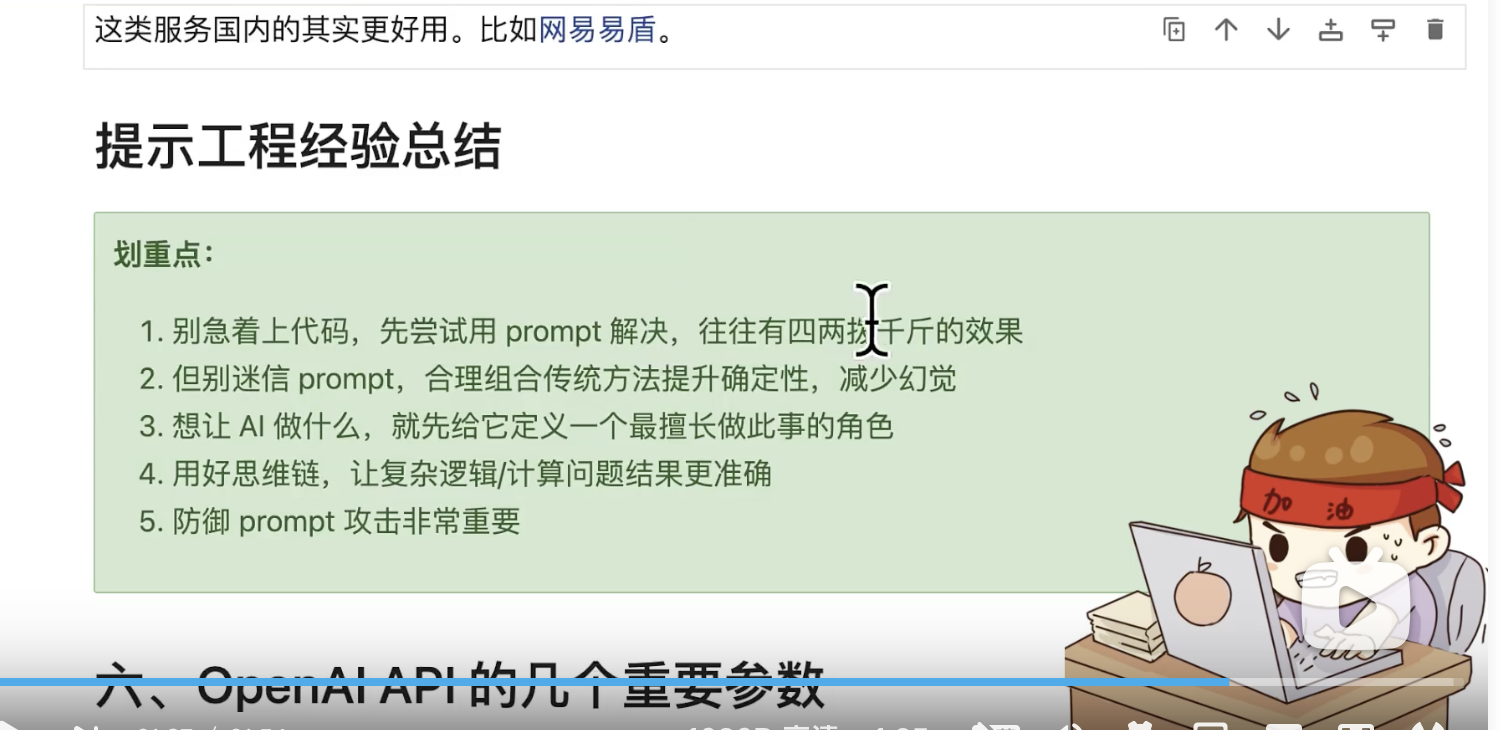 这类服务国内的其实更好用。比如网易易盾。
提示工程经验总结
划重点：
1. 别急着上代码，先尝试用 prompt 解决，往往有四两拨千斤的效果
2. 但别迷信 prompt，合理组合传统方法提升确定性，减少幻觉
3. 想让 AI 做什么，就先给它定义一个最擅长做此事的角色
4. 用好思维链，让复杂逻辑/计算问题结果更准确
5. 防御 prompt 攻击非常重要
加油
六、OpenAI API 的几个重要参数